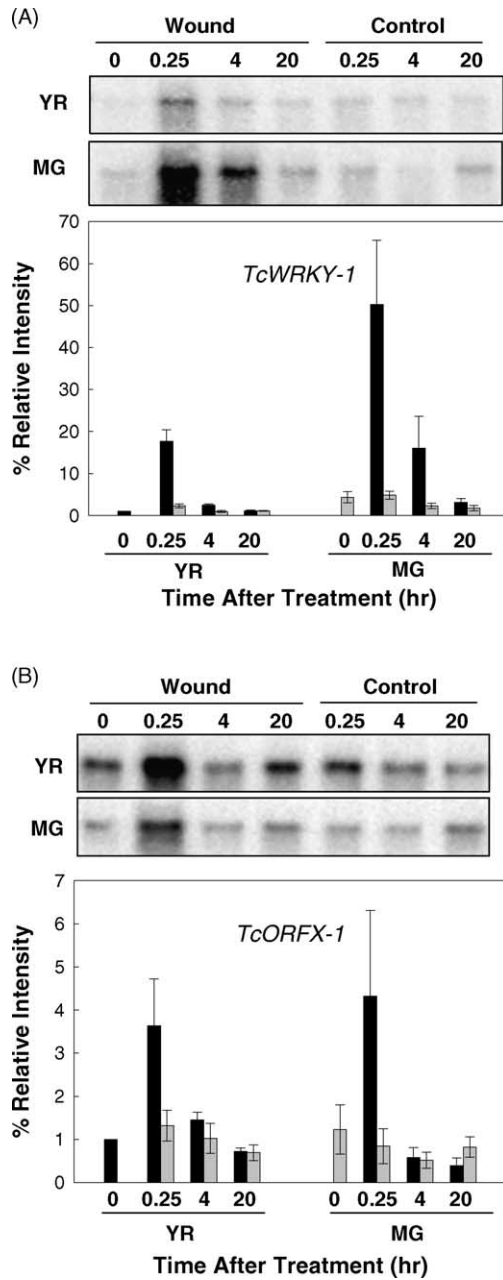 (A)
Wound Control
0 0.25 4 20 0.25 4 20
YR
MG
70
60
50
40
30
20
10
0
% Relative Intensity
TcWRKY-1
0 0.25 4 20 0 0.25 4 20
YR MG
Time After Treatment (hr)
(B)
Wound Control
0 0.25 4 20 0.25 4 20
YR
MG
7
6
5
4
3
2
1
0
% Relative Intensity
TcORFX-1
0 0.25 4 20 0 0.25 4 20
YR MG
Time After Treatment (hr)